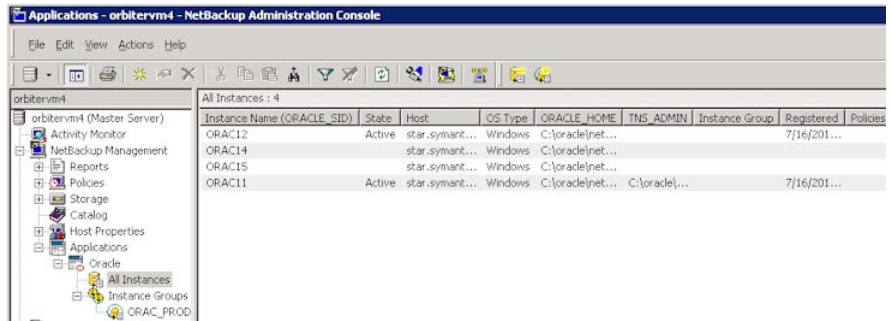 Applications - orbitervm4 - NetBackup Administration Console
File Edit View Actions Help
orbitervm4
All Instances : 4
orbitervm4 (Master Server)
Activity Monitor
NetBackup Management
Reports
Policies
Storage
Catalog
Host Properties
Applications
Oracle
All Instances
Instance Groups
ORAC_PROD
Instance Name (ORACLE_SID) State Host OS Type ORACLE_HOME TNS_ADMIN Instance Group Registered Policies
ORAC12 Active star.symant... Windows C:\oracle\net... 7/16/201...
ORAC14 star.symant... Windows C:\oracle\net...
ORAC15 star.symant... Windows C:\oracle\net...
ORAC11 Active star.symant... Windows C:\oracle\net... C:\oracle\... 7/16/201...